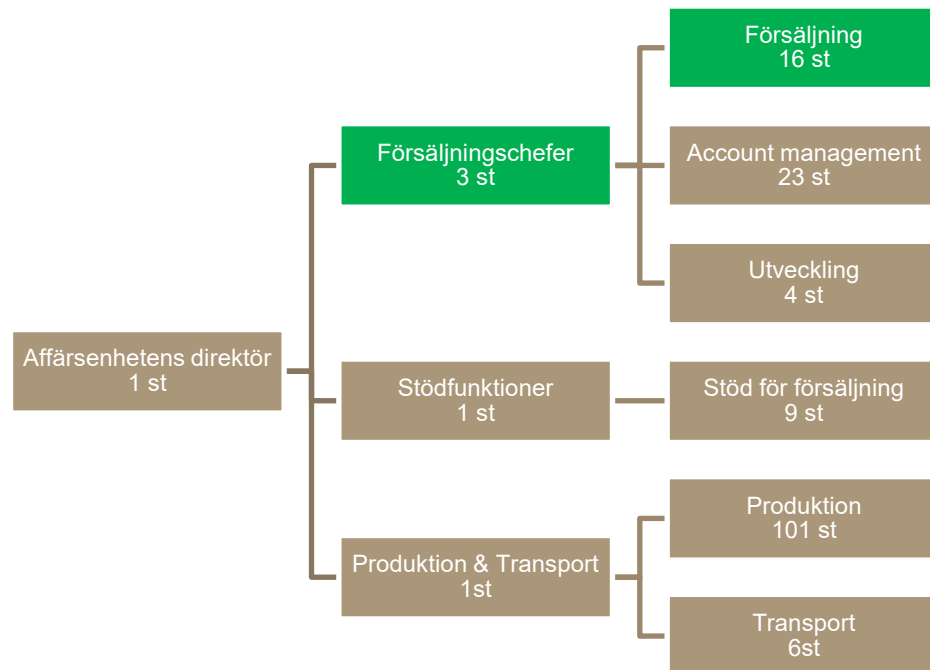 Försäljning
16 st
Försäljningschefer
3 st
Account management
23 st
Utveckling
4 st
Affärsenhetens direktör
1 st
Stödfunktioner
1 st
Stöd för försäljning
9 st
Produktion
101 st
Produktion & Transport
1st
Transport
6st